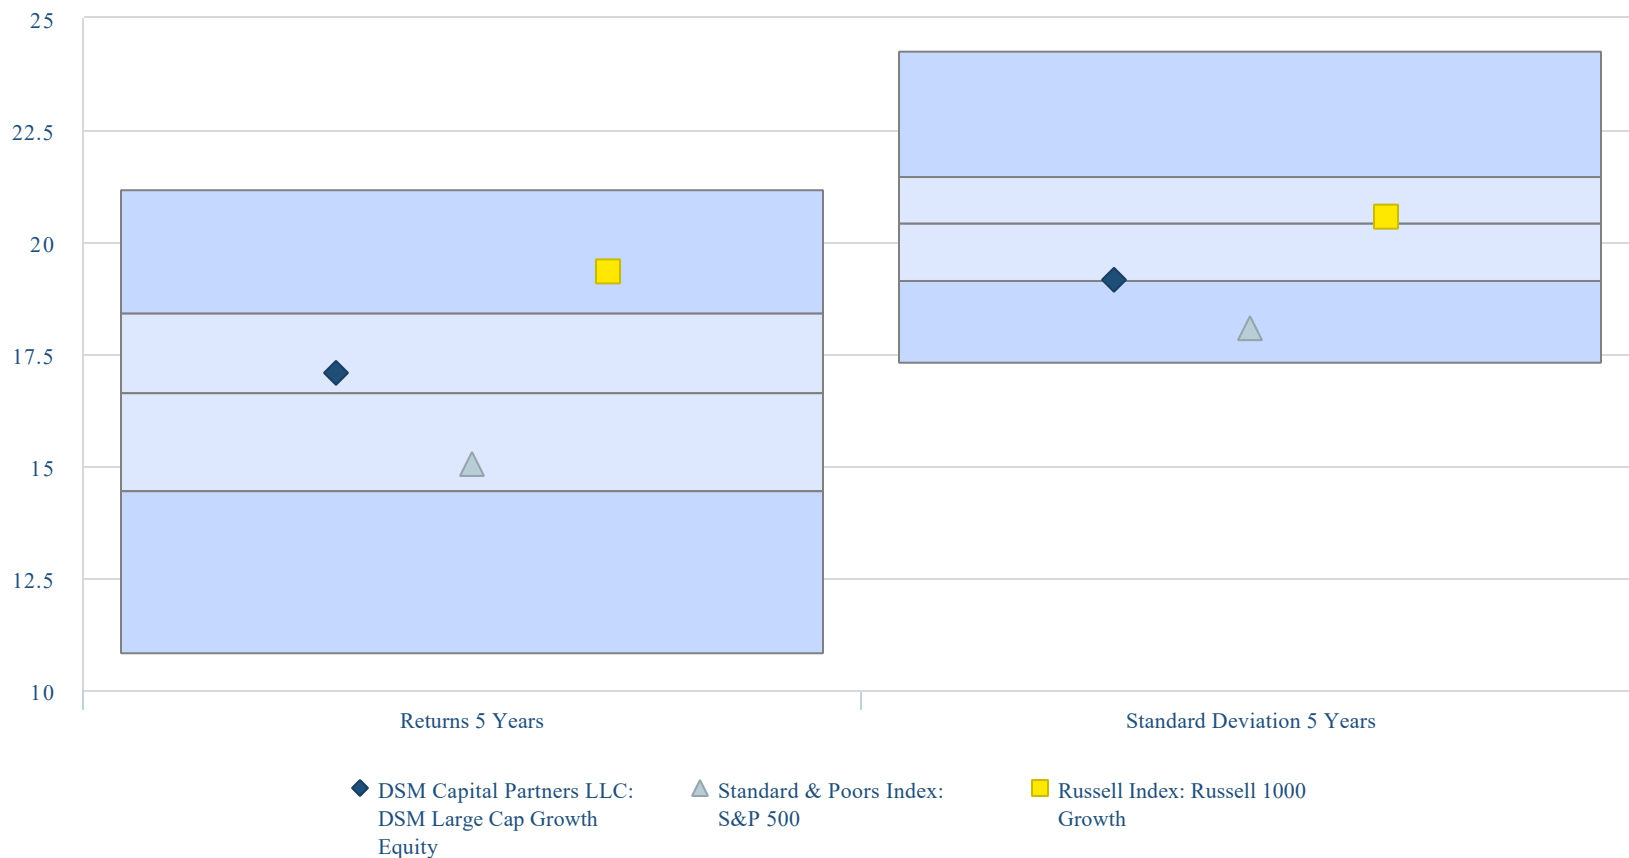 25
22.5
20
17.5
15
12.5
10
Returns 5 Years
Standard Deviation 5 Years
DSM Capital Partners LLC:
DSM Large Cap Growth
Equity
Standard & Poors Index:
S&P 500
Russell Index: Russell 1000
Growth